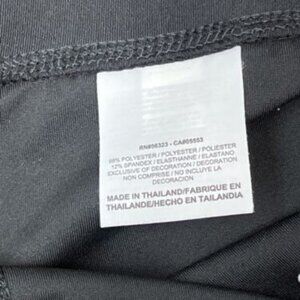 RN#56323 - CA#05553
88% POLYESTER / POLYESTER / POLIESTER
12% SPANDEX / ELASTHANNE / ELASTANO
EXCLUSIVE OF DECORATION / DECORATION
NON COMPRISE / NO INCLUYE LA
DECORACION
MADE IN THAILAND/FABRIQUE EN
THAILANDE/HECHO EN TAILANDIA